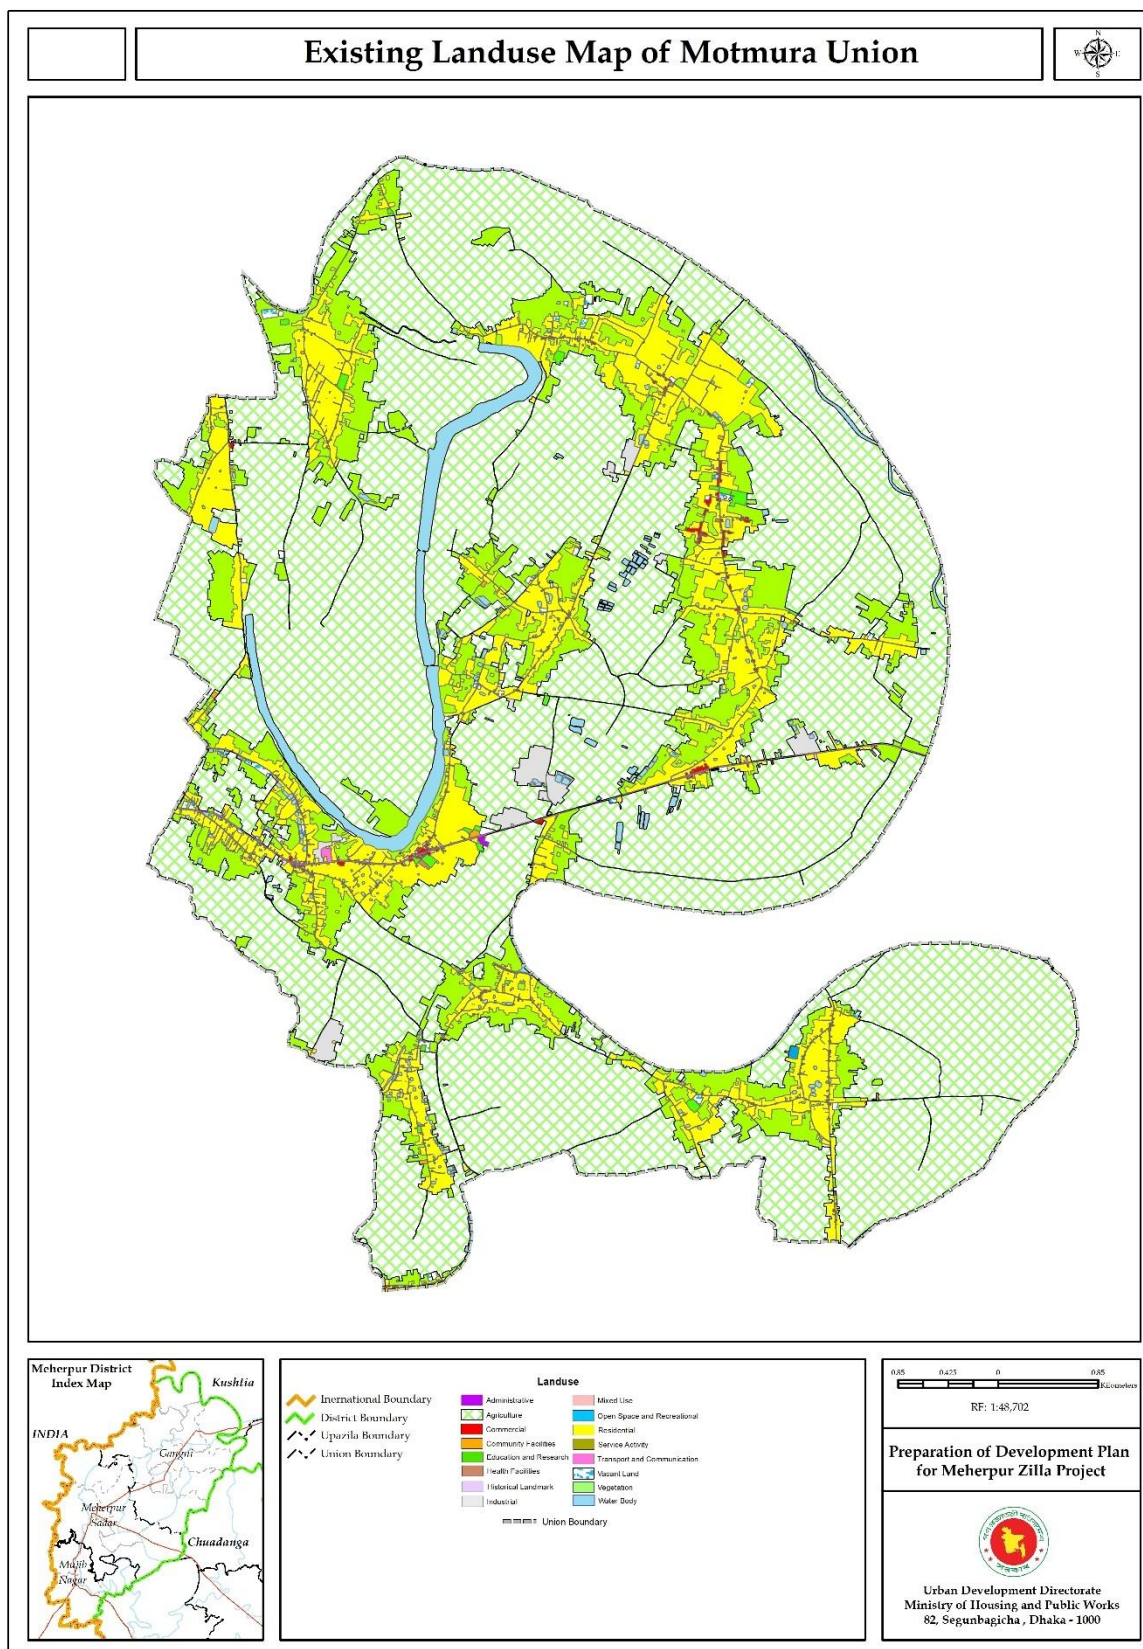 Existing Landuse Map of Motmura Union
N
W
E
S
Meherpur District
Index Map
Kushtia
INDIA
Gangni
Meherpur
Sadar
Mujib
Nagar
Chuadanga
Inernational Boundary
District Boundary
Upazila Boundary
Union Boundary
Landuse
Administrative
Agriculture
Commercial
Community Facilities
Education and Research
Health Facilities
Historical Landmark
Industrial
Mixed Use
Open Space and Recreational
Residential
Service Activity
Transport and Communication
Vacant Land
Vegetation
Water Body
Union Boundary
0.85 0.425 0 0.85
Kilometers
RF: 1:48,702
Preparation of Development Plan
for Meherpur Zilla Project
Urban Development Directorate
Ministry of Housing and Public Works
82, Segunbagicha , Dhaka - 1000